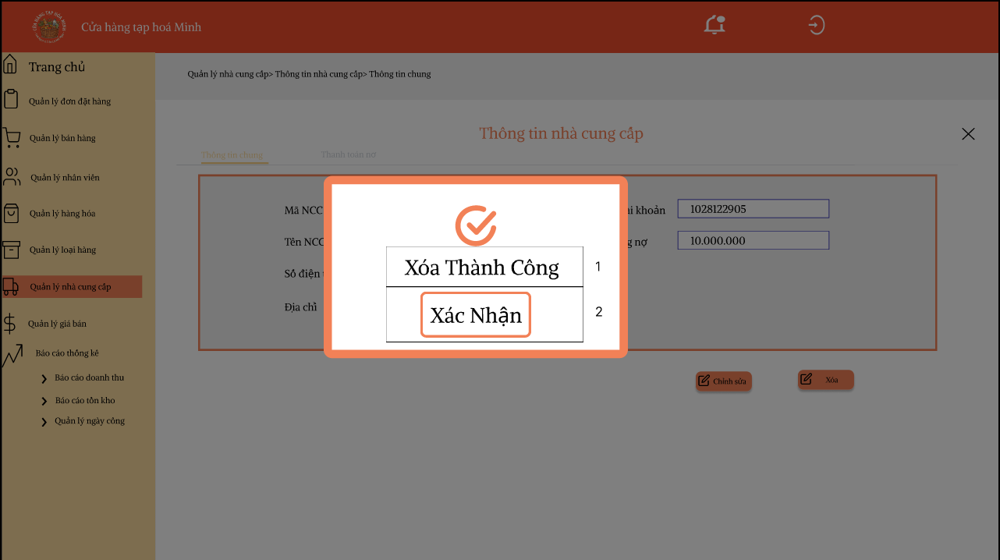 Cửa hàng tạp hoá Minh
Trang chủ
Quản lý nhà cung cấp> Thông tin nhà cung cấp> Thông tin chung
Quản lý đơn đặt hàng
Quản lý bán hàng
Quản lý nhân viên
Quản lý hàng hóa
Quản lý loại hàng
Quản lý nhà cung cấp
Quản lý giá bán
Báo cáo thống kê
Báo cáo doanh thu
Báo cáo tồn kho
Quản lý ngày công
Thông tin nhà cung cấp
Thông tin chung Thanh toán nợ
Mã NCC khoản 1028122905
Tên NCC nợ 10.000.000
Số điện
Địa chỉ
Xóa Thành Công 1
Xác Nhận 2
Chỉnh sửa Xóa